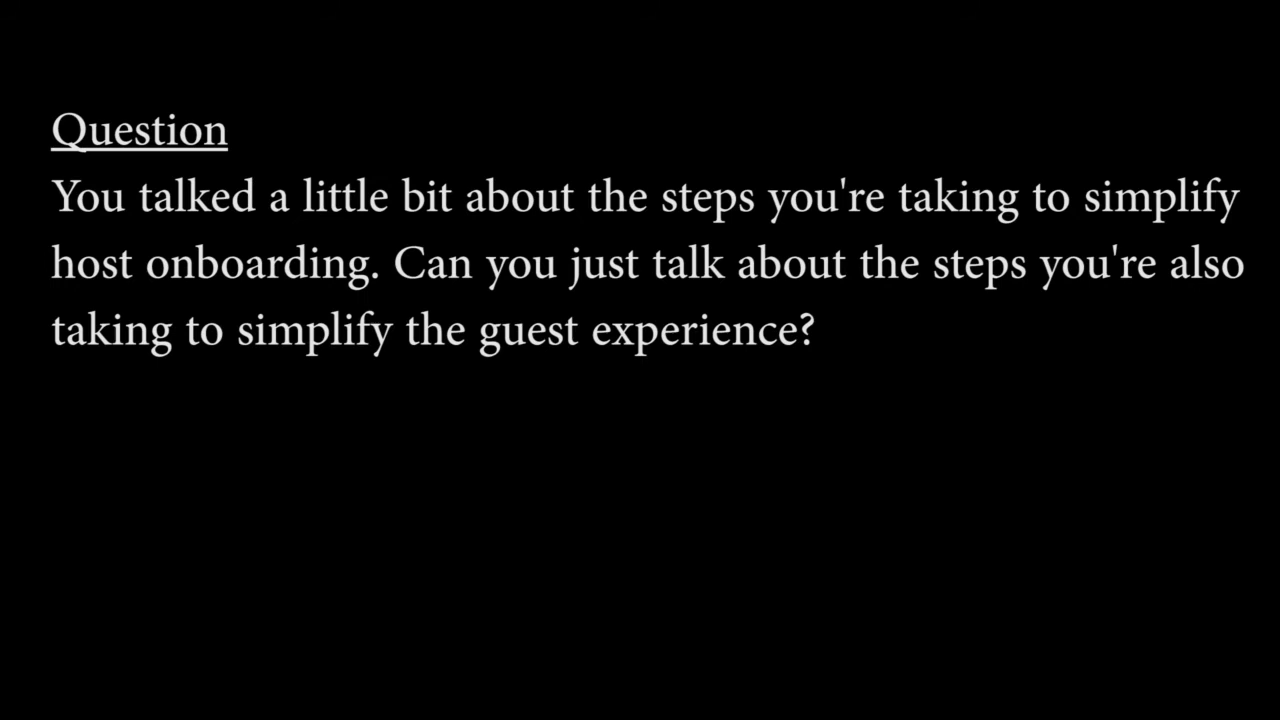 Question
You talked a little bit about the steps you're taking to simplify
host onboarding. Can you just talk about the steps you're also
taking to simplify the guest experience?